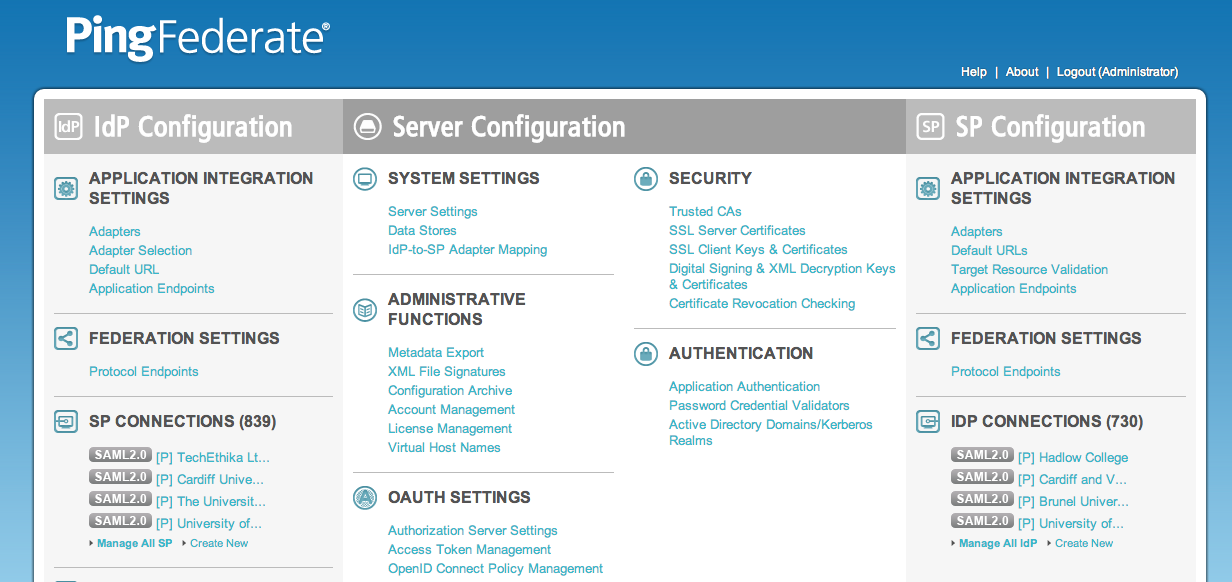 PingFederate®
Help | About | Logout (Administrator)
IdP IdP Configuration
APPLICATION INTEGRATION
SETTINGS
Adapters
Adapter Selection
Default URL
Application Endpoints
FEDERATION SETTINGS
Protocol Endpoints
SP CONNECTIONS (839)
SAML2.0 [P] TechEthika Lt...
SAML2.0 [P] Cardiff Unive...
SAML2.0 [P] The Universit...
SAML2.0 [P] University of...
Manage All SP Create New
Server Configuration
SYSTEM SETTINGS
Server Settings
Data Stores
IdP-to-SP Adapter Mapping
ADMINISTRATIVE
FUNCTIONS
Metadata Export
XML File Signatures
Configuration Archive
Account Management
License Management
Virtual Host Names
OAUTH SETTINGS
Authorization Server Settings
Access Token Management
OpenID Connect Policy Management
SECURITY
Trusted CAs
SSL Server Certificates
SSL Client Keys & Certificates
Digital Signing & XML Decryption Keys
& Certificates
Certificate Revocation Checking
AUTHENTICATION
Application Authentication
Password Credential Validators
Active Directory Domains/Kerberos
Realms
SP SP Configuration
APPLICATION INTEGRATION
SETTINGS
Adapters
Default URLs
Target Resource Validation
Application Endpoints
FEDERATION SETTINGS
Protocol Endpoints
IDP CONNECTIONS (730)
SAML2.0 [P] Hadlow College
SAML2.0 [P] Cardiff and V...
SAML2.0 [P] Brunel Univer...
SAML2.0 [P] University of...
Manage All IdP Create New